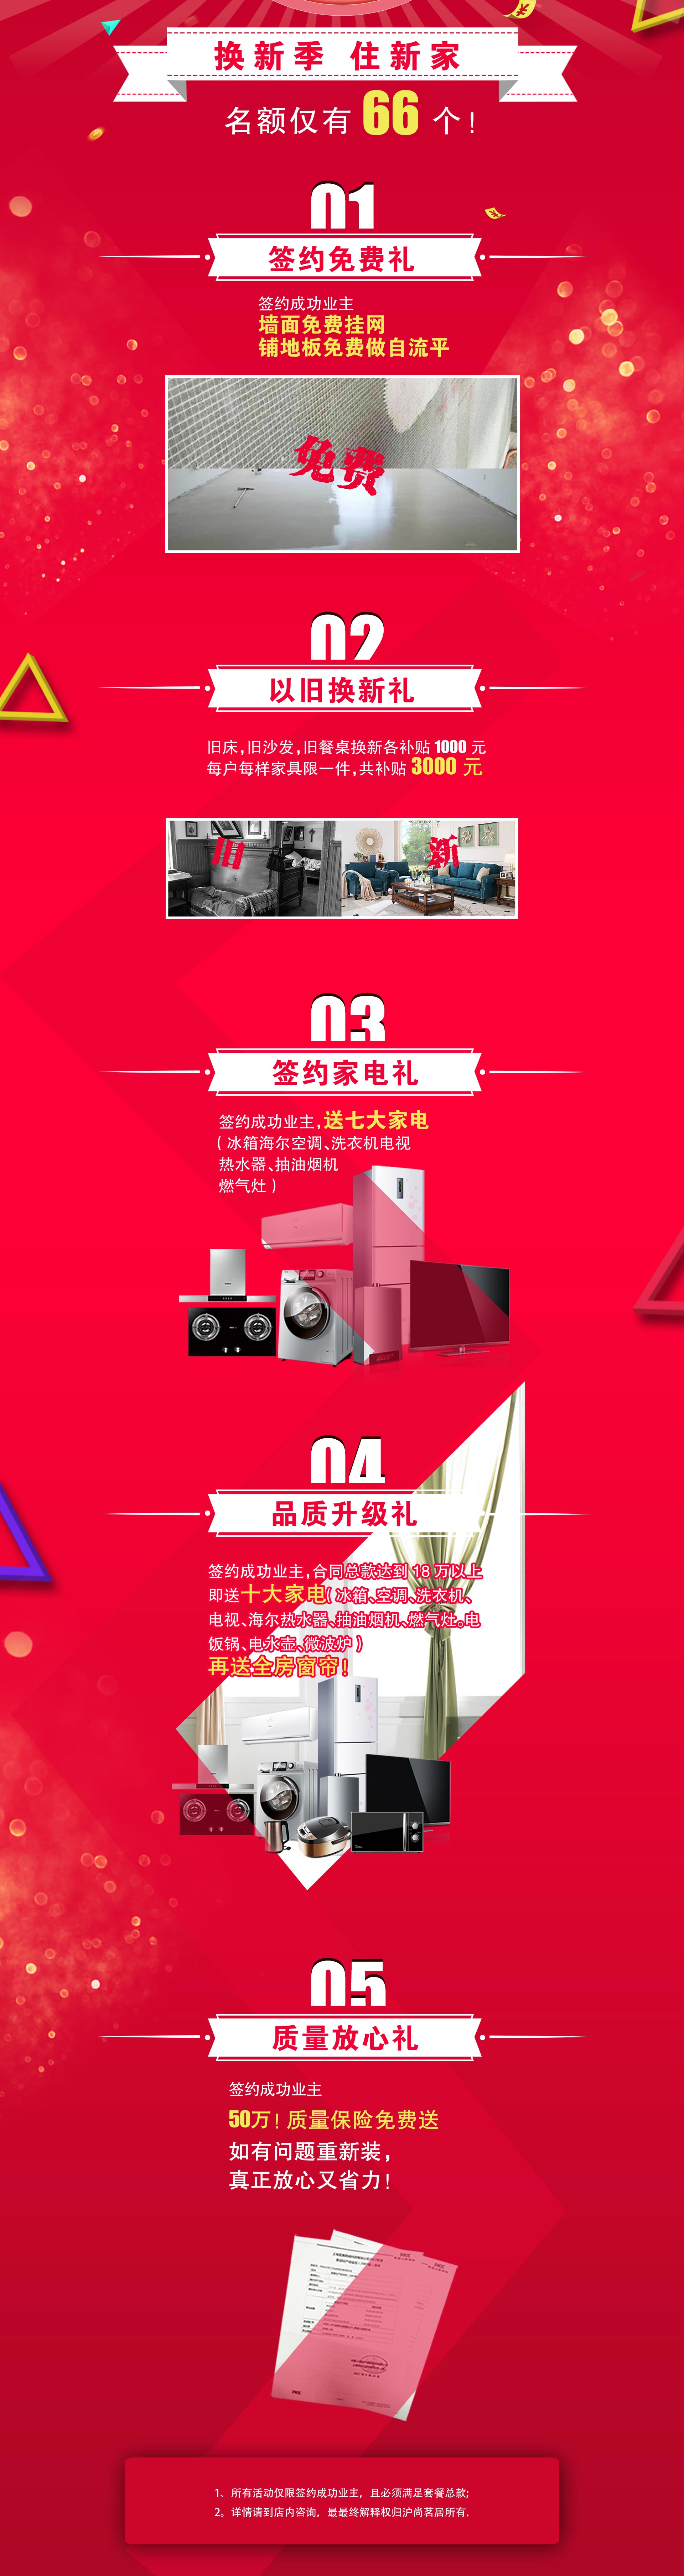 换新季 住新家
名额仅有 66 个!
01
签约免费礼
签约成功业主
墙面免费挂网
铺地板免费做自流平
免费
02
以旧换新礼
旧床,旧沙发,旧餐桌换新各补贴 1000 元
每户每样家具限一件,共补贴 3000 元
旧
新
03
签约家电礼
签约成功业主,送七大家电
(冰箱海尔空调、洗衣机电视
热水器、抽油烟机
燃气灶)
04
品质升级礼
签约成功业主,合同总款达到 18 万以上
即送十大家电(冰箱、空调、洗衣机、
电视、海尔热水器、抽油烟机、燃气灶。电
饭锅、电水壶、微波炉)
再送全房窗帘!
05
质量放心礼
签约成功业主
50万!质量保险免费送
如有问题重新装,
真正放心又省力!
1、所有活动仅限签约成功业主, 且必须满足套餐总款;
2。详情请到店内咨询, 最最终解释权归沪尚茗居所有.